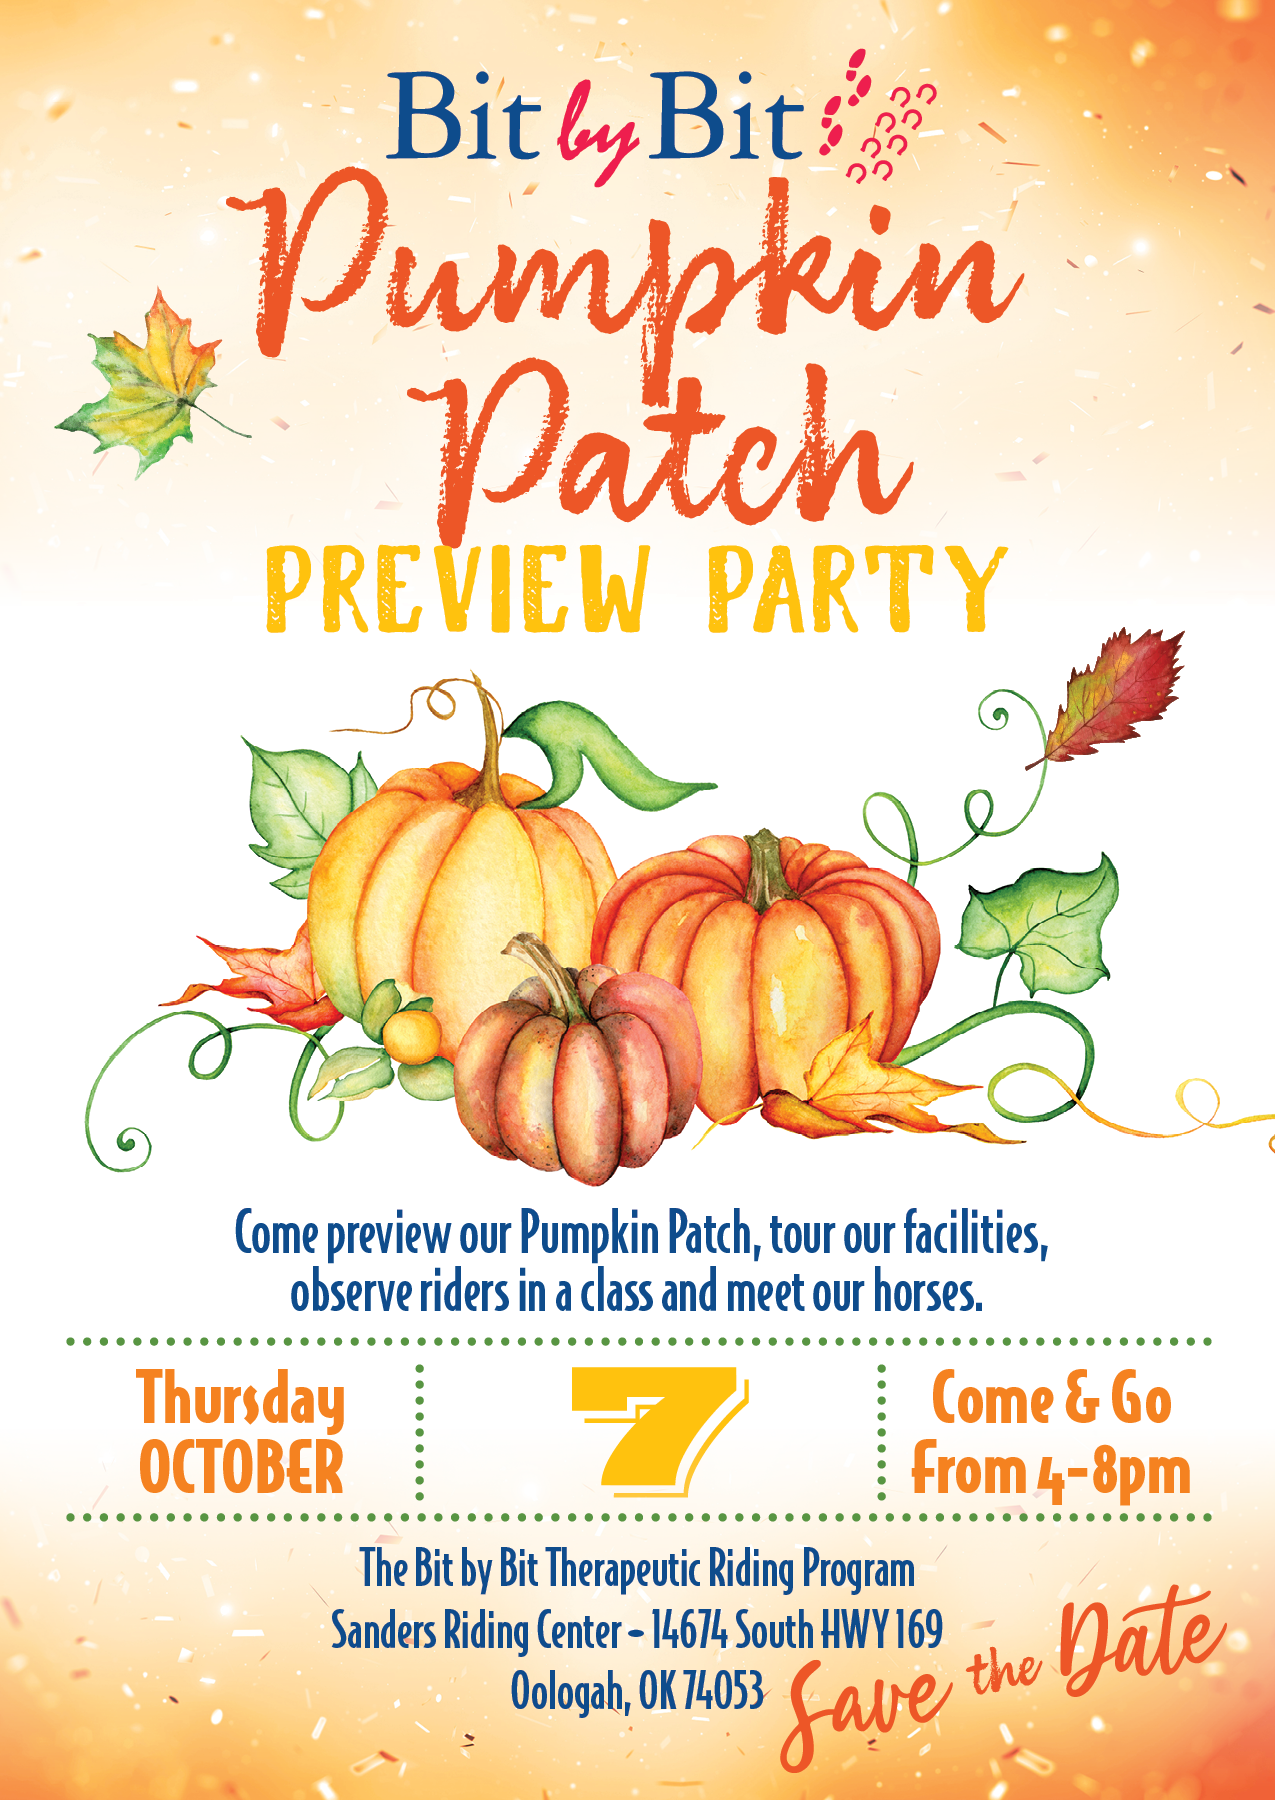 Bit by Bit
Pumpkin
Patch
PREVIEW PARTY
Come preview our Pumpkin Patch, tour our facilities,
observe riders in a class and meet our horses.
Thursday
OCTOBER
7
Come & Go
From 4-8pm
The Bit by Bit Therapeutic Riding Program
Sanders Riding Center - 14674 South HWY 169
Oologah, OK 74053
Save the Date